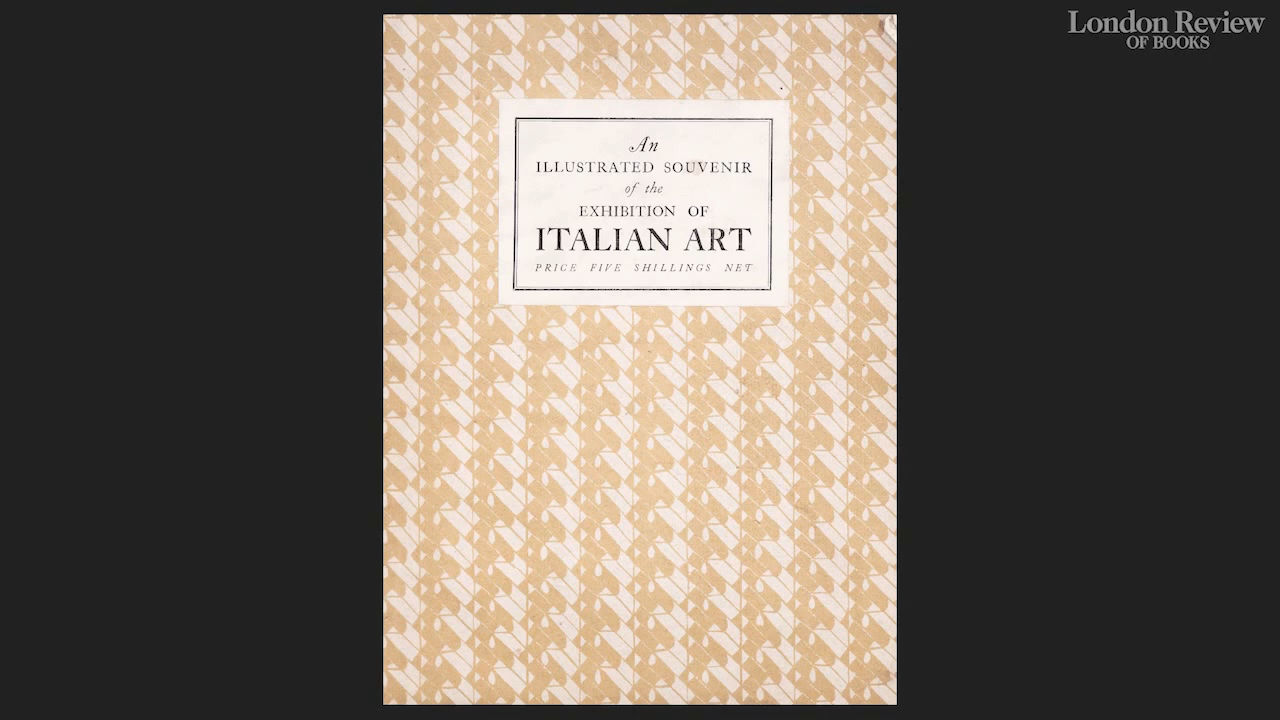 London Review
OF BOOKS
An
ILLUSTRATED SOUVENIR
of the
EXHIBITION OF
ITALIAN ART
PRICE FIVE SHILLINGS NET